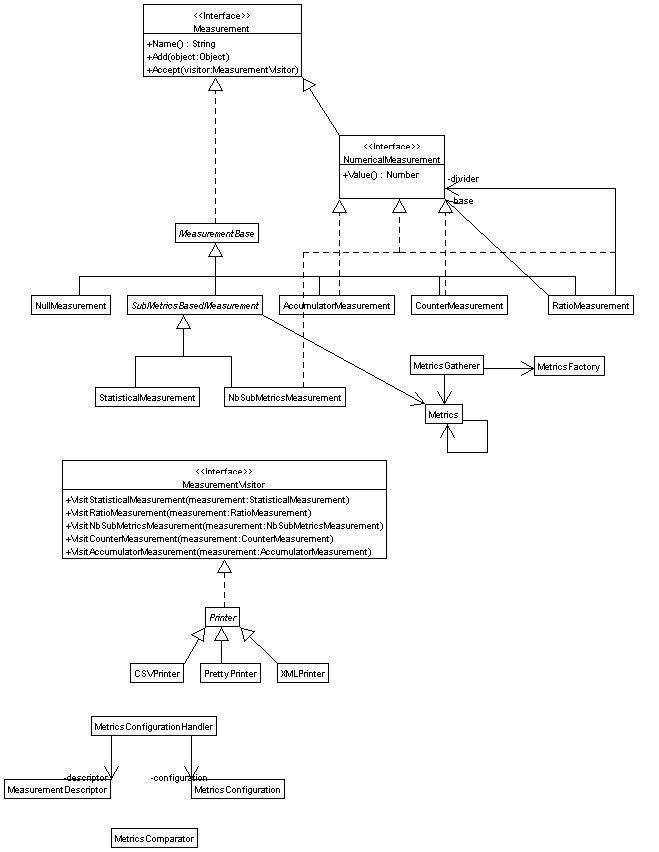 <<Interface>>
Measurement
+Name() : String
+Add(object:Object)
+Accept(visitor:MeasurementVisitor)
<<Interface>>
NumericalMeasurement
+Value() : Number
-divider
-base
MeasurementBase
NullMeasurement
SubMetricsBasedMeasurement
AccumulatorMeasurement
CounterMeasurement
RatioMeasurement
MetricsGatherer
MetricsFactory
StatisticalMeasurement
NbSubMetricsMeasurement
Metrics
<<Interface>>
MeasurementVisitor
+VisitStatisticalMeasurement(measurement:StatisticalMeasurement)
+VisitRatioMeasurement(measurement:RatioMeasurement)
+VisitNbSubMetricsMeasurement(measurement:NbSubMetricsMeasurement)
+VisitCounterMeasurement(measurement:CounterMeasurement)
+VisitAccumulatorMeasurement(measurement:AccumulatorMeasurement)
Printer
CSVPrinter
PrettyPrinter
XMLPrinter
MetricsConfigurationHandler
-descriptor
-configuration
MeasurementDescriptor
MetricsConfiguration
MetricsComparator